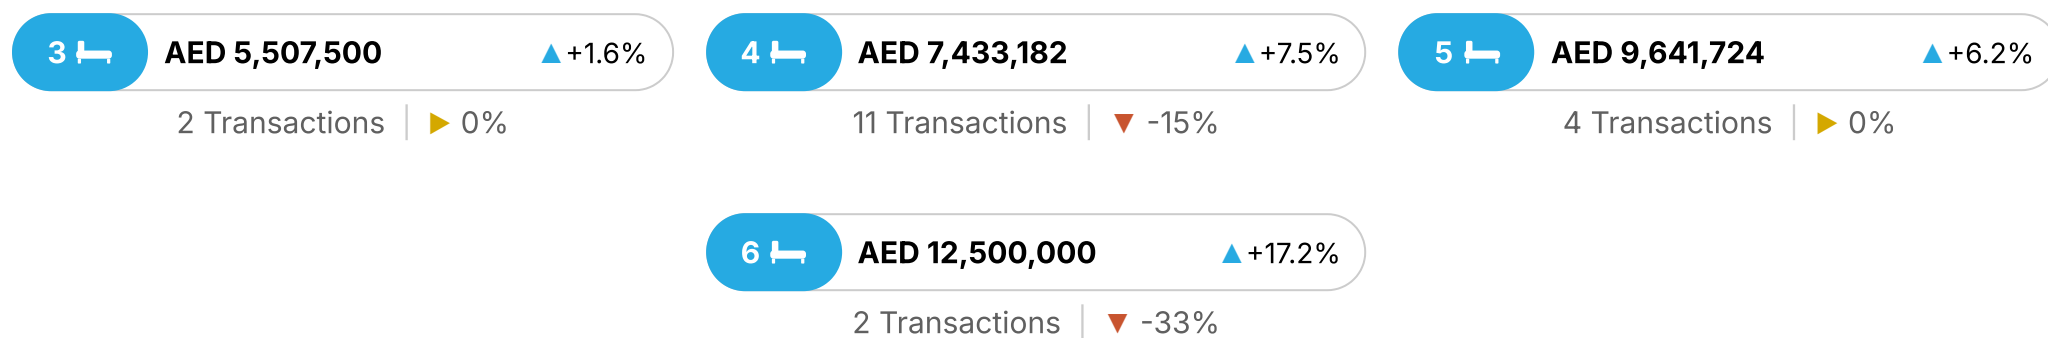 3 AED 5,507,500 ▲+1.6%
2 Transactions | ▶ 0%
4 AED 7,433,182 ▲+7.5%
11 Transactions | ▼ -15%
5 AED 9,641,724 ▲+6.2%
4 Transactions | ▶ 0%
6 AED 12,500,000 ▲+17.2%
2 Transactions | ▼ -33%